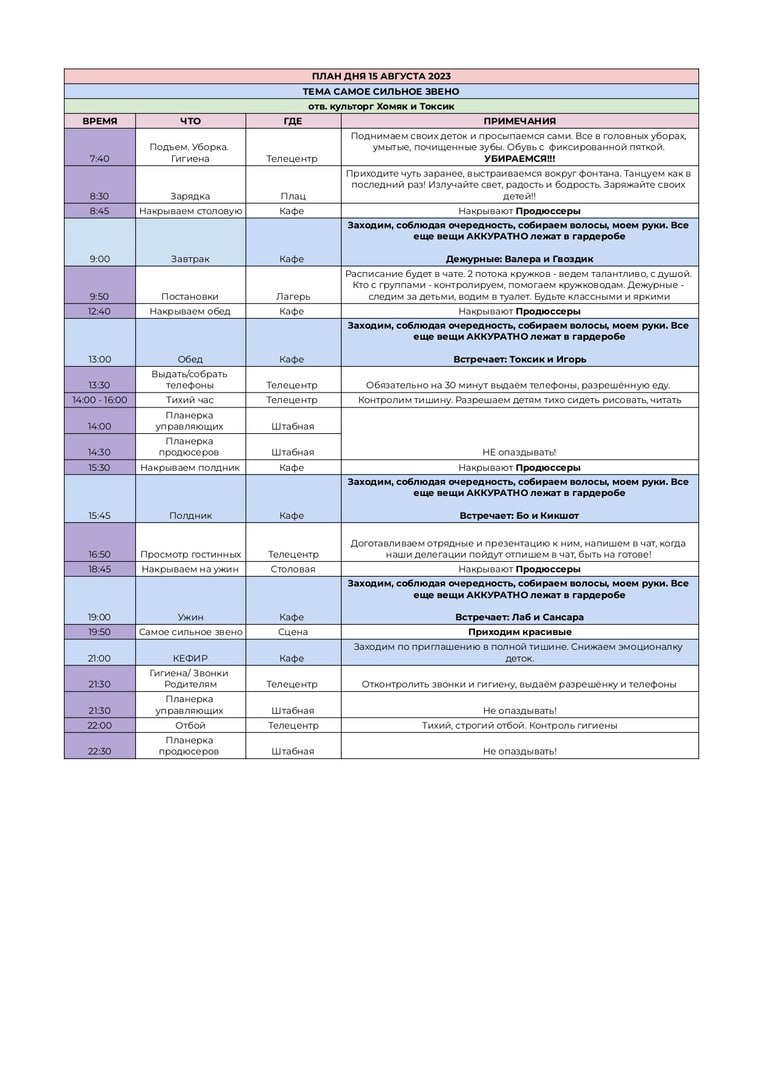 ПЛАН ДНЯ 15 АВГУСТА 2023
ТЕМА САМОЕ СИЛЬНОЕ ЗВЕНО
отв. культорг Хомяк и Токсик
ВРЕМЯ ЧТО ГДЕ ПРИМЕЧАНИЯ
Поднимаем своих деток и просыпаемся сами. Все в головных уборах,
Подъем. Уборка. умытые, почищенные зубы. Обувь с фиксированной пяткой.
7:40 Гигиена Телецентр УБИРАЕМСЯ!!!
Приходите чуть заранее, выстраиваемся вокруг фонтана. Танцуем как в
последний раз! Излучайте свет, радость и бодрость. Заряжайте своих
8:30 Зарядка Плац детей!!
8:45 Накрываем столовую Кафе Накрывают Продюссеры
Заходим, соблюдая очередность, собираем волосы, моем руки. Все
еще вещи АККУРАТНО лежат в гардеробе
9:00 Завтрак Кафе Дежурные: Валера и Гвоздик
Расписание будет в чате. 2 потока кружков - ведем талантливо, с душой.
Кто с группами - контролируем, помогаем кружководам. Дежурные -
9:50 Постановки Лагерь следим за детьми, водим в туалет. Будьте классными и яркими
12:40 Накрываем обед Кафе Накрывают Продюссеры
Заходим, соблюдая очередность, собираем волосы, моем руки. Все
еще вещи АККУРАТНО лежат в гардеробе
13:00 Обед Кафе Встречает: Токсик и Игорь
Выдать/собрать
13:30 телефоны Телецентр Обязательно на 30 минут выдаём телефоны, разрешённую еду.
14:00 - 16:00 Тихий час Телецентр Контролим тишину. Разрешаем детям тихо сидеть рисовать, читать
Планерка
14:00 управляющих Штабная
Планерка
14:30 продюсеров Штабная НЕ опаздывать!
15:30 Накрываем полдник Кафе Накрывают Продюссеры
Заходим, соблюдая очередность, собираем волосы, моем руки. Все
еще вещи АККУРАТНО лежат в гардеробе
15:45 Полдник Кафе Встречает: Бо и Кикшот
Доготавливаем отрядные и презентацию к ним, напишем в чат, когда
16:50 Просмотр гостинных Телецентр наши делегации пойдут отпишем в чат, быть на готове!
18:45 Накрываем на ужин Столовая Накрывают Продюссеры
Заходим, соблюдая очередность, собираем волосы, моем руки. Все
еще вещи АККУРАТНО лежат в гардеробе
19:00 Ужин Кафе Встречает: Лаб и Сансара
19:50 Самое сильное звено Сцена Приходим красивые
Заходим по приглашению в полной тишине. Снижаем эмоционалку
21:00 КЕФИР Кафе деток.
Гигиена/ Звонки
21:30 Родителям Телецентр Отконтролить звонки и гигиену, выдаём разрешёнку и телефоны
Планерка
21:30 управляющих Штабная Не опаздывать!
22:00 Отбой Телецентр Тихий, строгий отбой. Контроль гигиены
Планерка
22:30 продюсеров Штабная Не опаздывать!